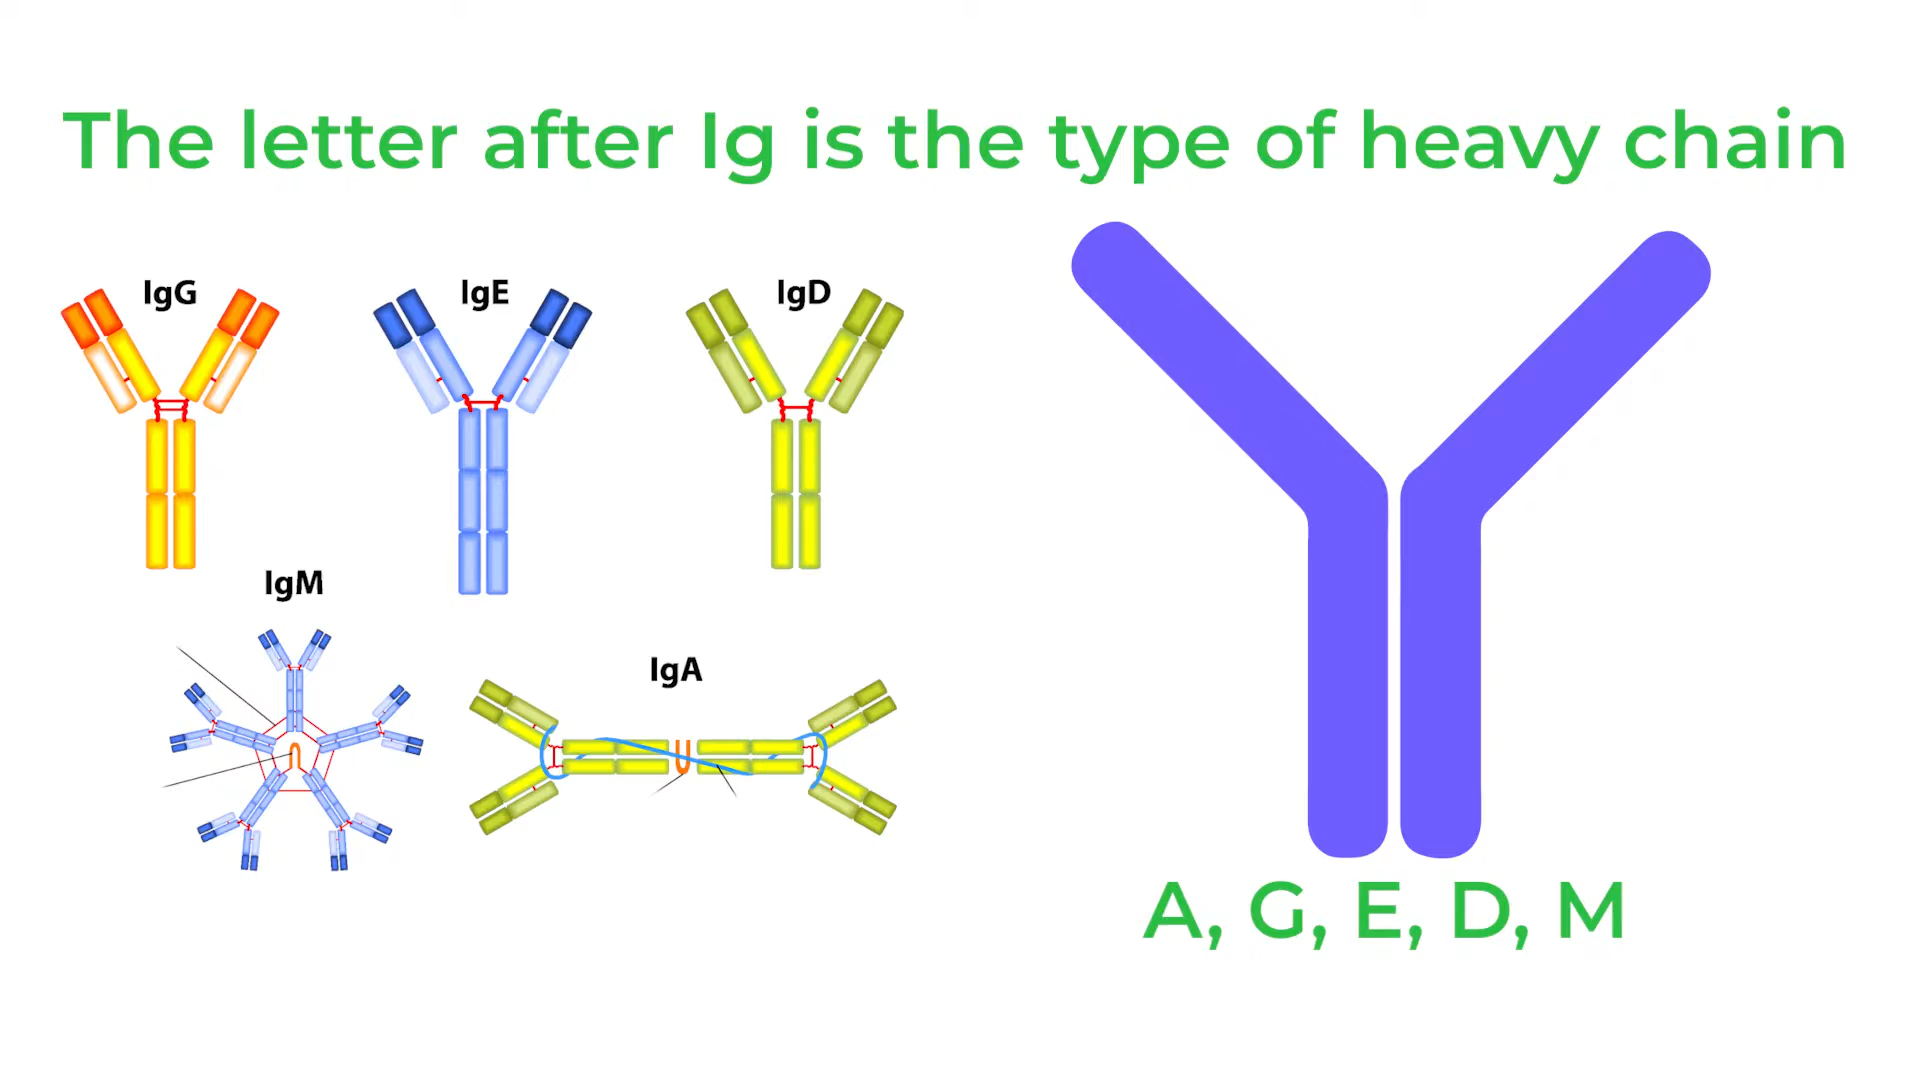 The letter after Ig is the type of heavy chain
IgG
IgE
IgD
IgM
IgA
A, G, E, D, M